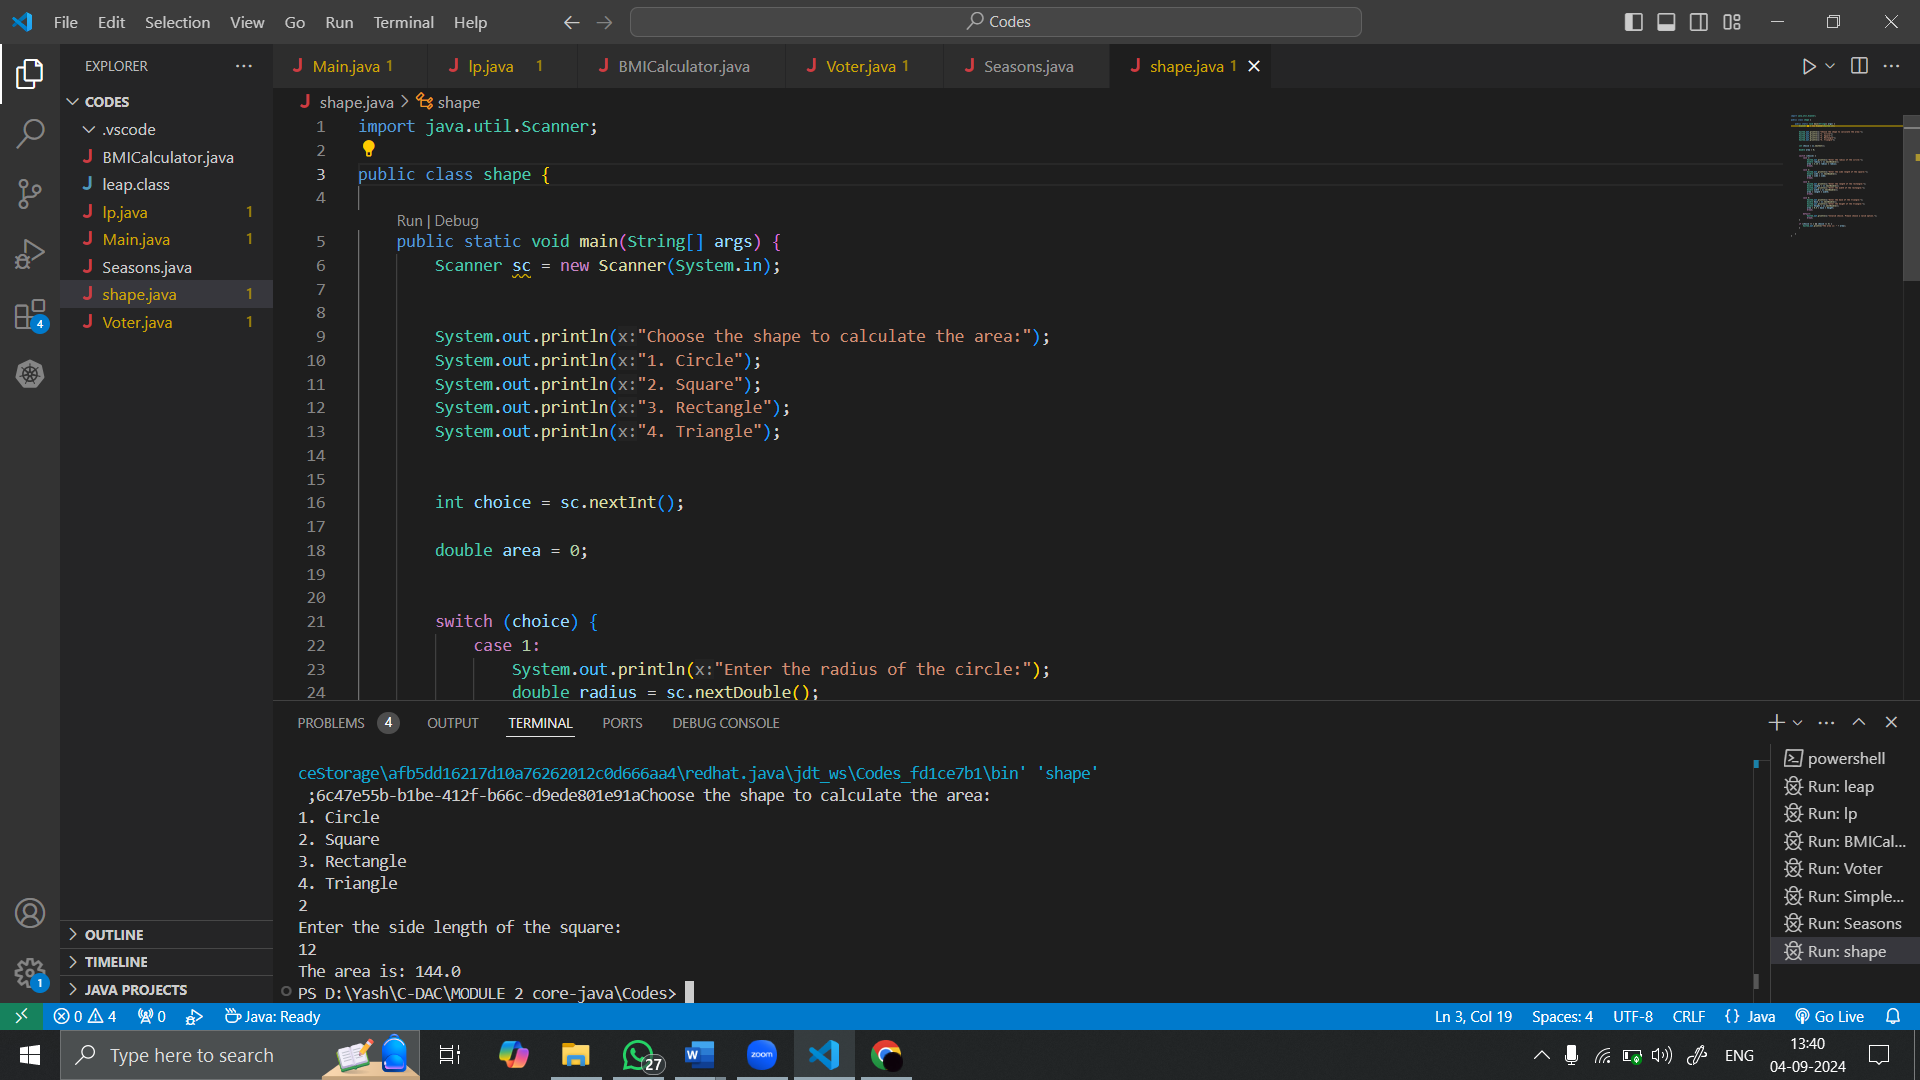 File Edit Selection View Go Run Terminal Help
Codes
EXPLORER
CODES
.vscode
BMICalculator.java
leap.class
lp.java 1
Main.java 1
Seasons.java
shape.java 1
Voter.java 1
OUTLINE
TIMELINE
JAVA PROJECTS
4
1
Main.java 1
lp.java 1
BMICalculator.java
Voter.java 1
Seasons.java
shape.java 1
shape.java > shape
1 import java.util.Scanner;
2
3 public class shape {
4
Run | Debug
5 public static void main(String[] args) {
6 Scanner sc = new Scanner(System.in);
7
8
9 System.out.println(x:"Choose the shape to calculate the area:");
10 System.out.println(x:"1. Circle");
11 System.out.println(x:"2. Square");
12 System.out.println(x:"3. Rectangle");
13 System.out.println(x:"4. Triangle");
14
15
16 int choice = sc.nextInt();
17
18 double area = 0;
19
20
21 switch (choice) {
22 case 1:
23 System.out.println(x:"Enter the radius of the circle:");
24 double radius = sc.nextDouble();
PROBLEMS 4 OUTPUT TERMINAL PORTS DEBUG CONSOLE
ceStorage\afb5dd16217d10a76262012c0d666aa4\redhat.java\jdt_ws\Codes_fd1ce7b1\bin' 'shape'
;6c47e55b-b1be-412f-b66c-d9ede801e91aChoose the shape to calculate the area:
1. Circle
2. Square
3. Rectangle
4. Triangle
2
Enter the side length of the square:
12
The area is: 144.0
PS D:\Yash\C-DAC\MODULE 2 core-java\Codes>
powershell
Run: leap
Run: lp
Run: BMICal...
Run: Voter
Run: Simple...
Run: Seasons
Run: shape
0 4 0 Java: Ready
Ln 3, Col 19 Spaces: 4 UTF-8 CRLF {} Java Go Live
Type here to search
27
W
zoom
ENG
13:40
04-09-2024